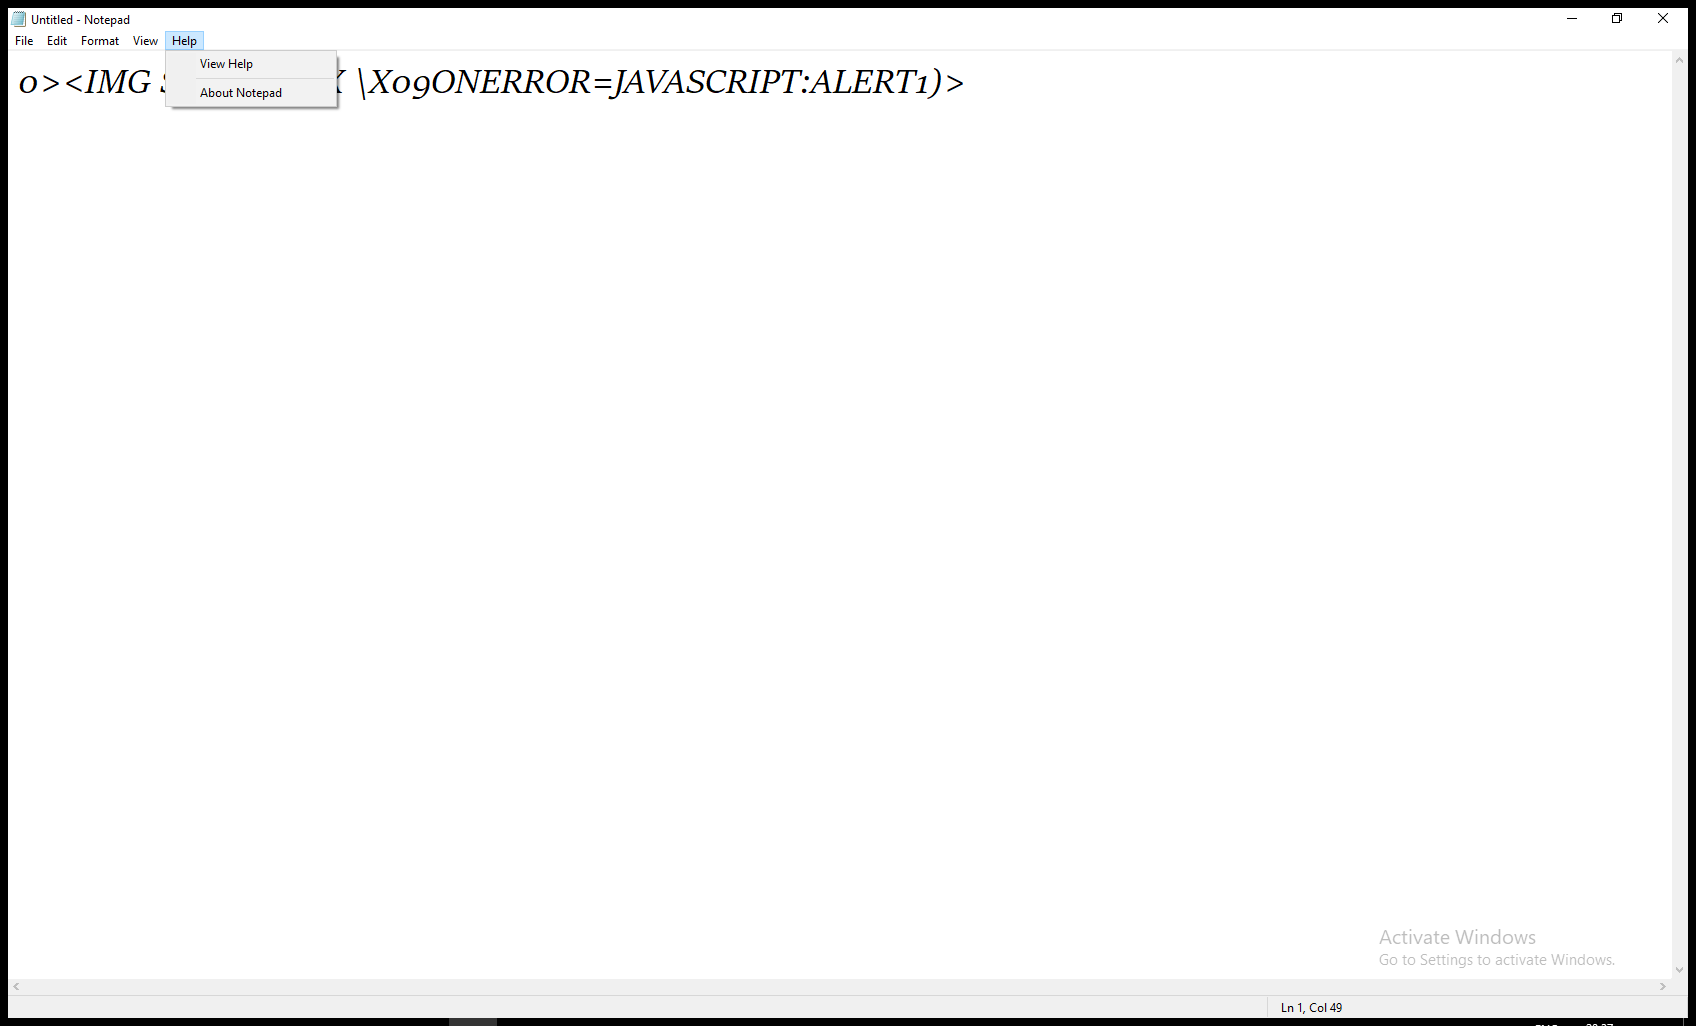 Untitled - Notepad
File Edit Format View Help
View Help
About Notepad
0><IMG \X09ONERROR=JAVASCRIPT:ALERT1)>
Activate Windows
Go to Settings to activate Windows.
Ln 1, Col 49